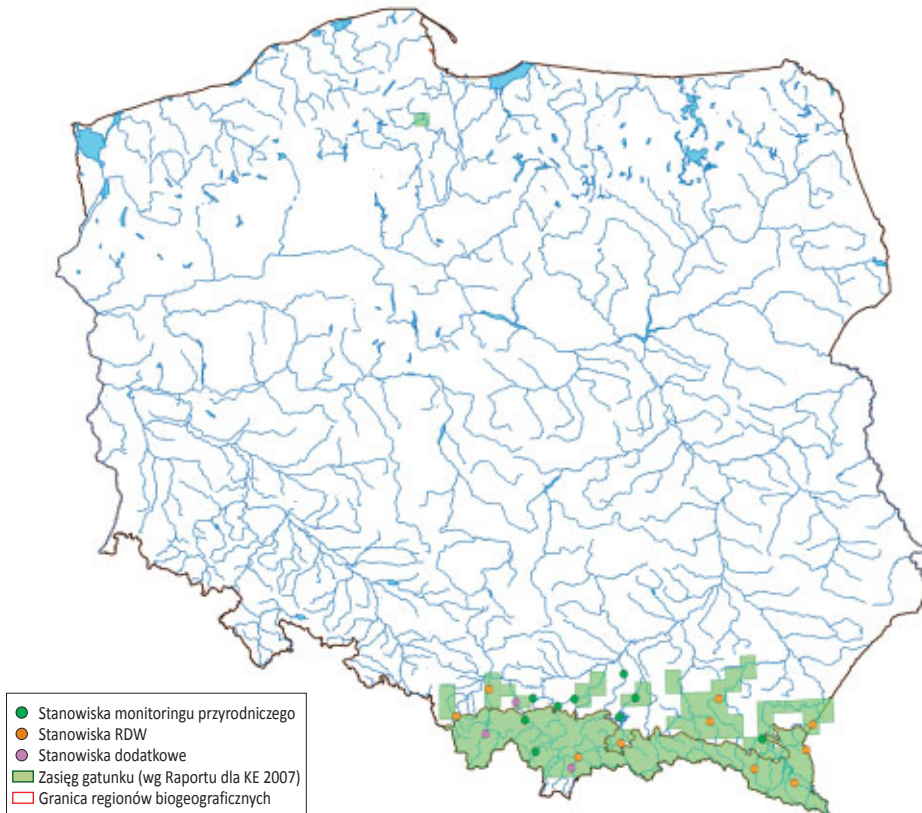 Stanowiska monitoringu przyrodniczego
Stanowiska RDW
Stanowiska dodatkowe
Zasięg gatunku (wg Raportu dla KE 2007)
Granica regionów biogeograficznych